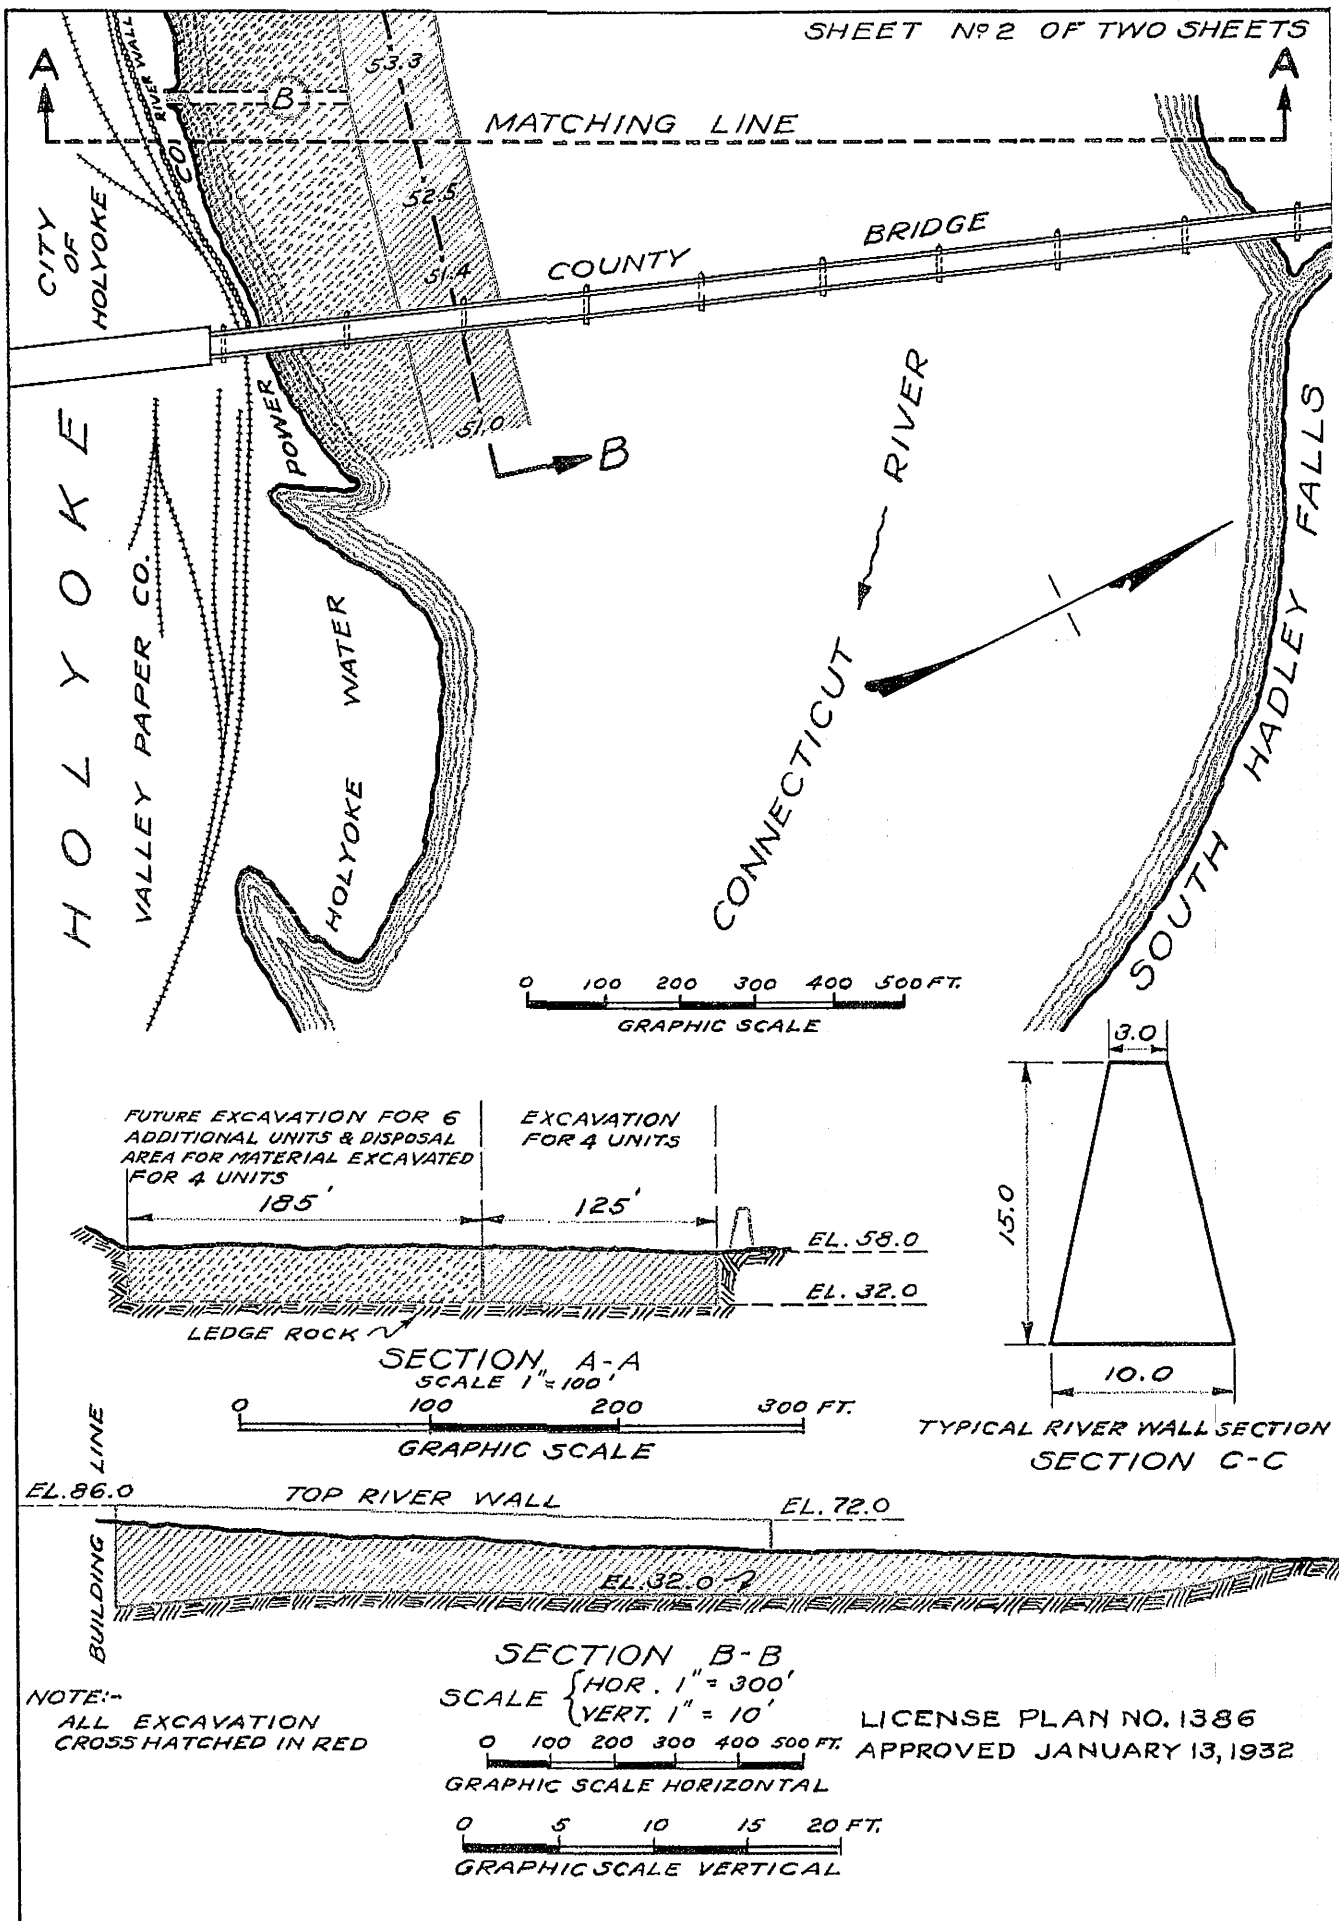 SHEET Nº 2 OF TWO SHEETS
A
A
RIVER WALL
CO.
B
53.3
MATCHING LINE
52.5
CITY
OF
HOLYOKE
COUNTY BRIDGE
51.4
51.0
B
POWER
HOLYOKE WATER
HOLYOKE
VALLEY PAPER CO.
CONNECTICUT RIVER
SOUTH HADLEY FALLS
0 100 200 300 400 500 FT.
GRAPHIC SCALE
FUTURE EXCAVATION FOR 6
ADDITIONAL UNITS & DISPOSAL
AREA FOR MATERIAL EXCAVATED
FOR 4 UNITS
EXCAVATION
FOR 4 UNITS
185'
125'
EL. 58.0
EL. 32.0
LEDGE ROCK
SECTION A-A
SCALE 1" = 100'
0 100 200 300 FT.
GRAPHIC SCALE
3.0
15.0
10.0
TYPICAL RIVER WALL SECTION
SECTION C-C
BUILDING LINE
EL. 86.0
TOP RIVER WALL
EL. 72.0
EL. 32.0
SECTION B-B
SCALE { HOR. 1" = 300'
VERT. 1" = 10'
NOTE:-
ALL EXCAVATION
CROSSHATCHED IN RED
0 100 200 300 400 500 FT.
GRAPHIC SCALE HORIZONTAL
0 5 10 15 20 FT.
GRAPHIC SCALE VERTICAL
LICENSE PLAN NO. 1386
APPROVED JANUARY 13, 1932